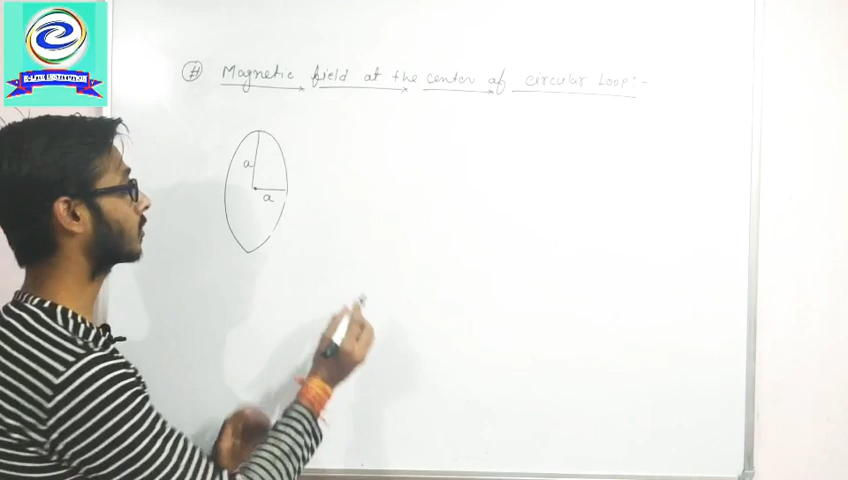 # Magnetic field at the center of circular Loop :-
a
a